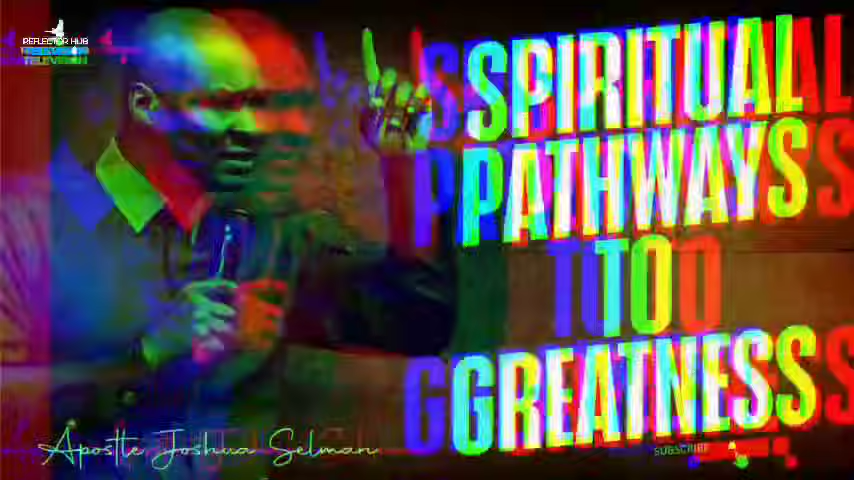 REFLECTOR HUB
TELEVISION
SPIRITUAL
PATHWAYS
TO
GREATNESS
Apostle Joshua Selman
SUBSCRIBE